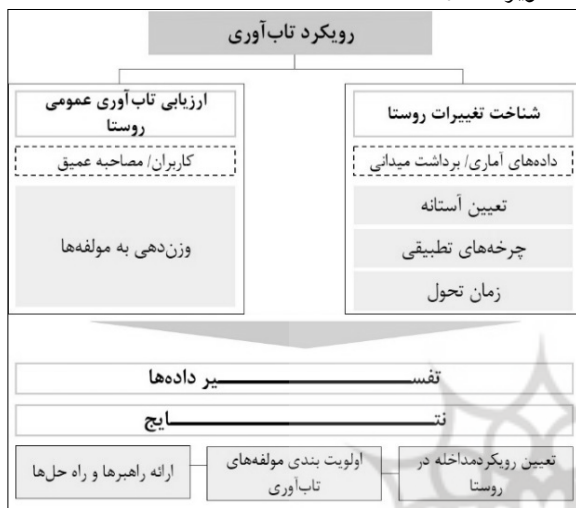 رویکرد تاب‌آوری
شناخت تغییرات روستا
داده‌های آماری/ برداشت میدانی
تعیین آستانه
چرخه‌های تطبیقی
زمان تحول
ارزیابی تاب‌آوری عمومی
روستا
کاربران/ مصاحبه عمیق
وزن‌دهی به مولفه‌ها
تفســـــــــــــــــیر داده‌ها
نتـــــــــــــــــایج
تعیین رویکردمداخله در
روستا
اولویت بندی مولفه‌های
تاب‌آوری
ارائه راهبرها و راه حل‌ها